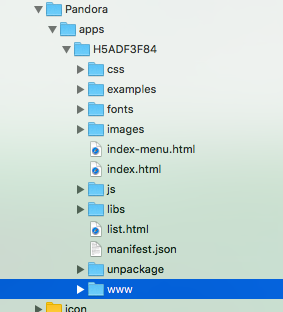 Pandora
apps
H5ADF3F84
css
examples
fonts
images
index-menu.html
index.html
js
libs
list.html
manifest.json
unpackage
www
icon